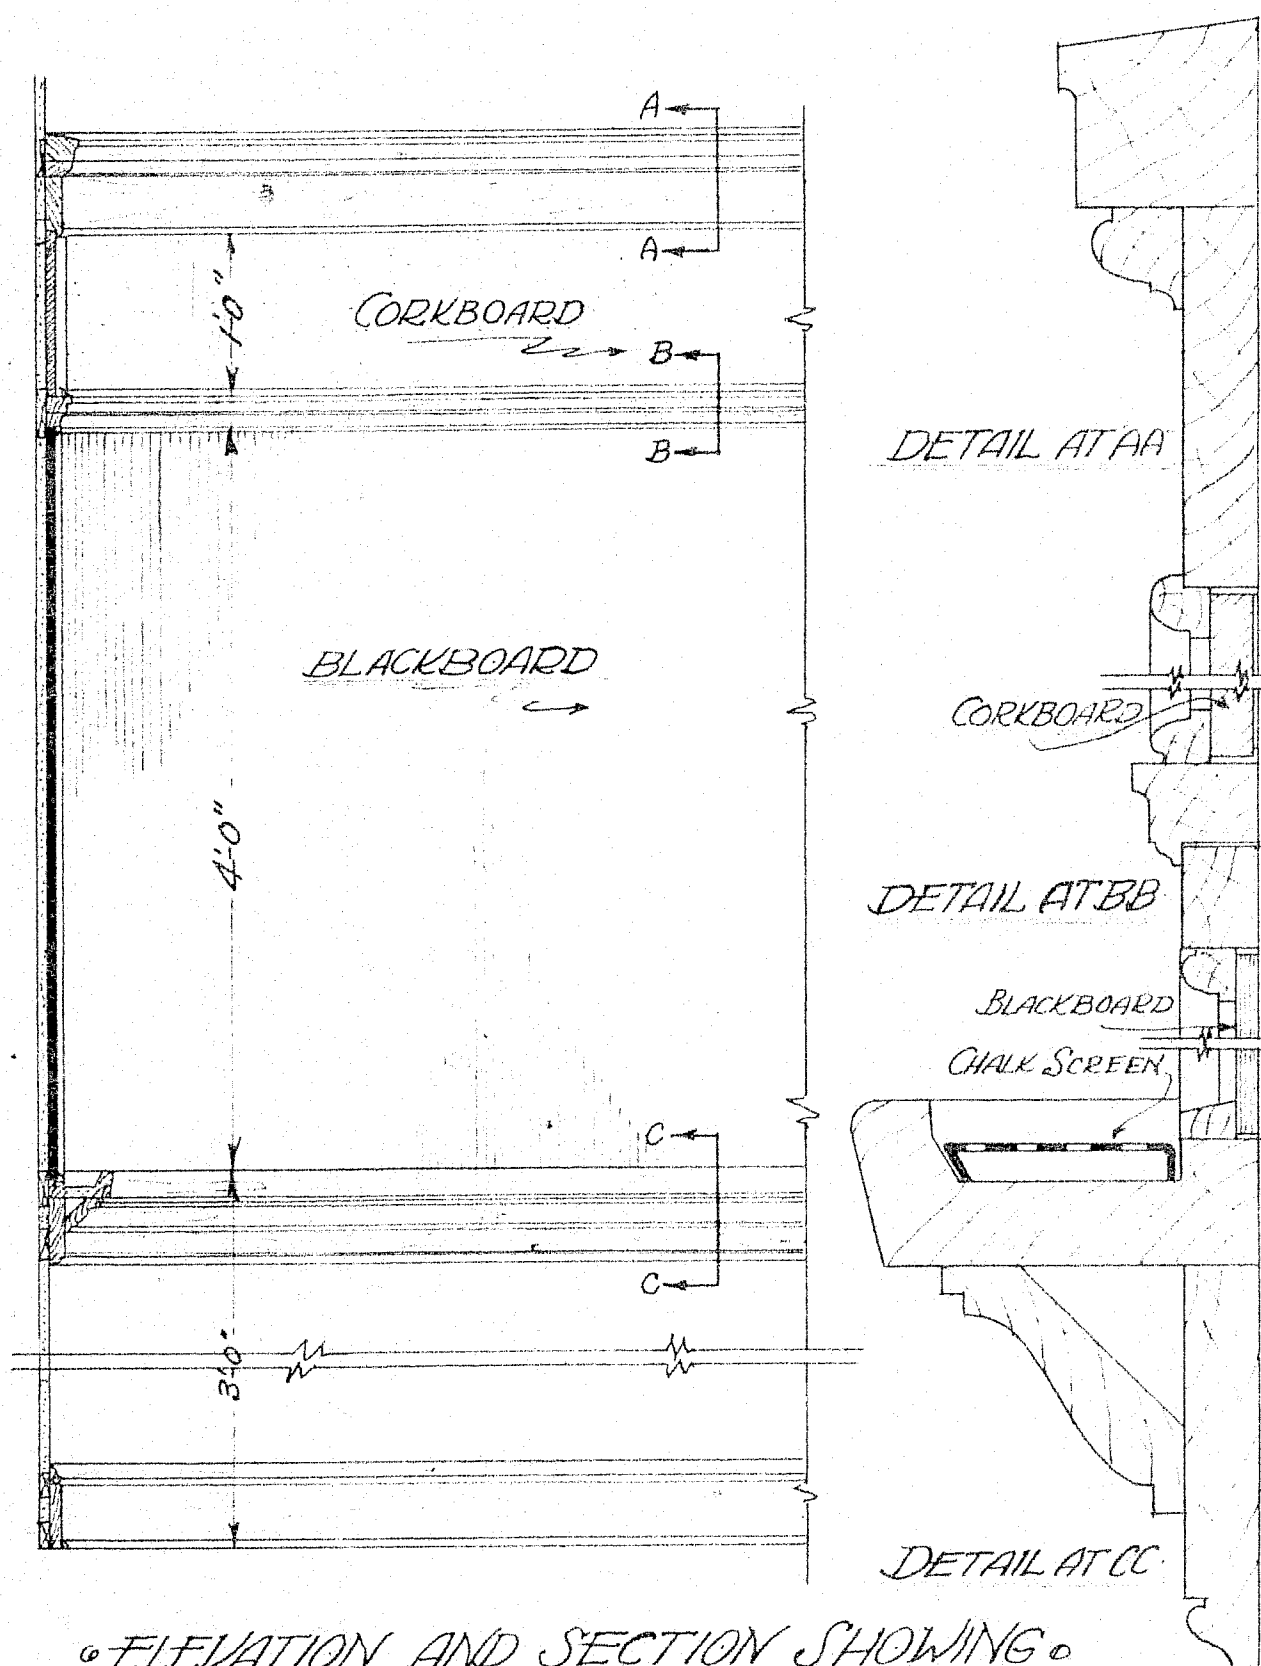 A
A
1'-0"
CORKBOARD
B
B
DETAIL AT AA
BLACKBOARD
CORKBOARD
4'-0"
DETAIL AT BB
BLACKBOARD
CHALK SCREEN
C
C
3'-0"
DETAIL AT CC
ELEVATION AND SECTION SHOWING